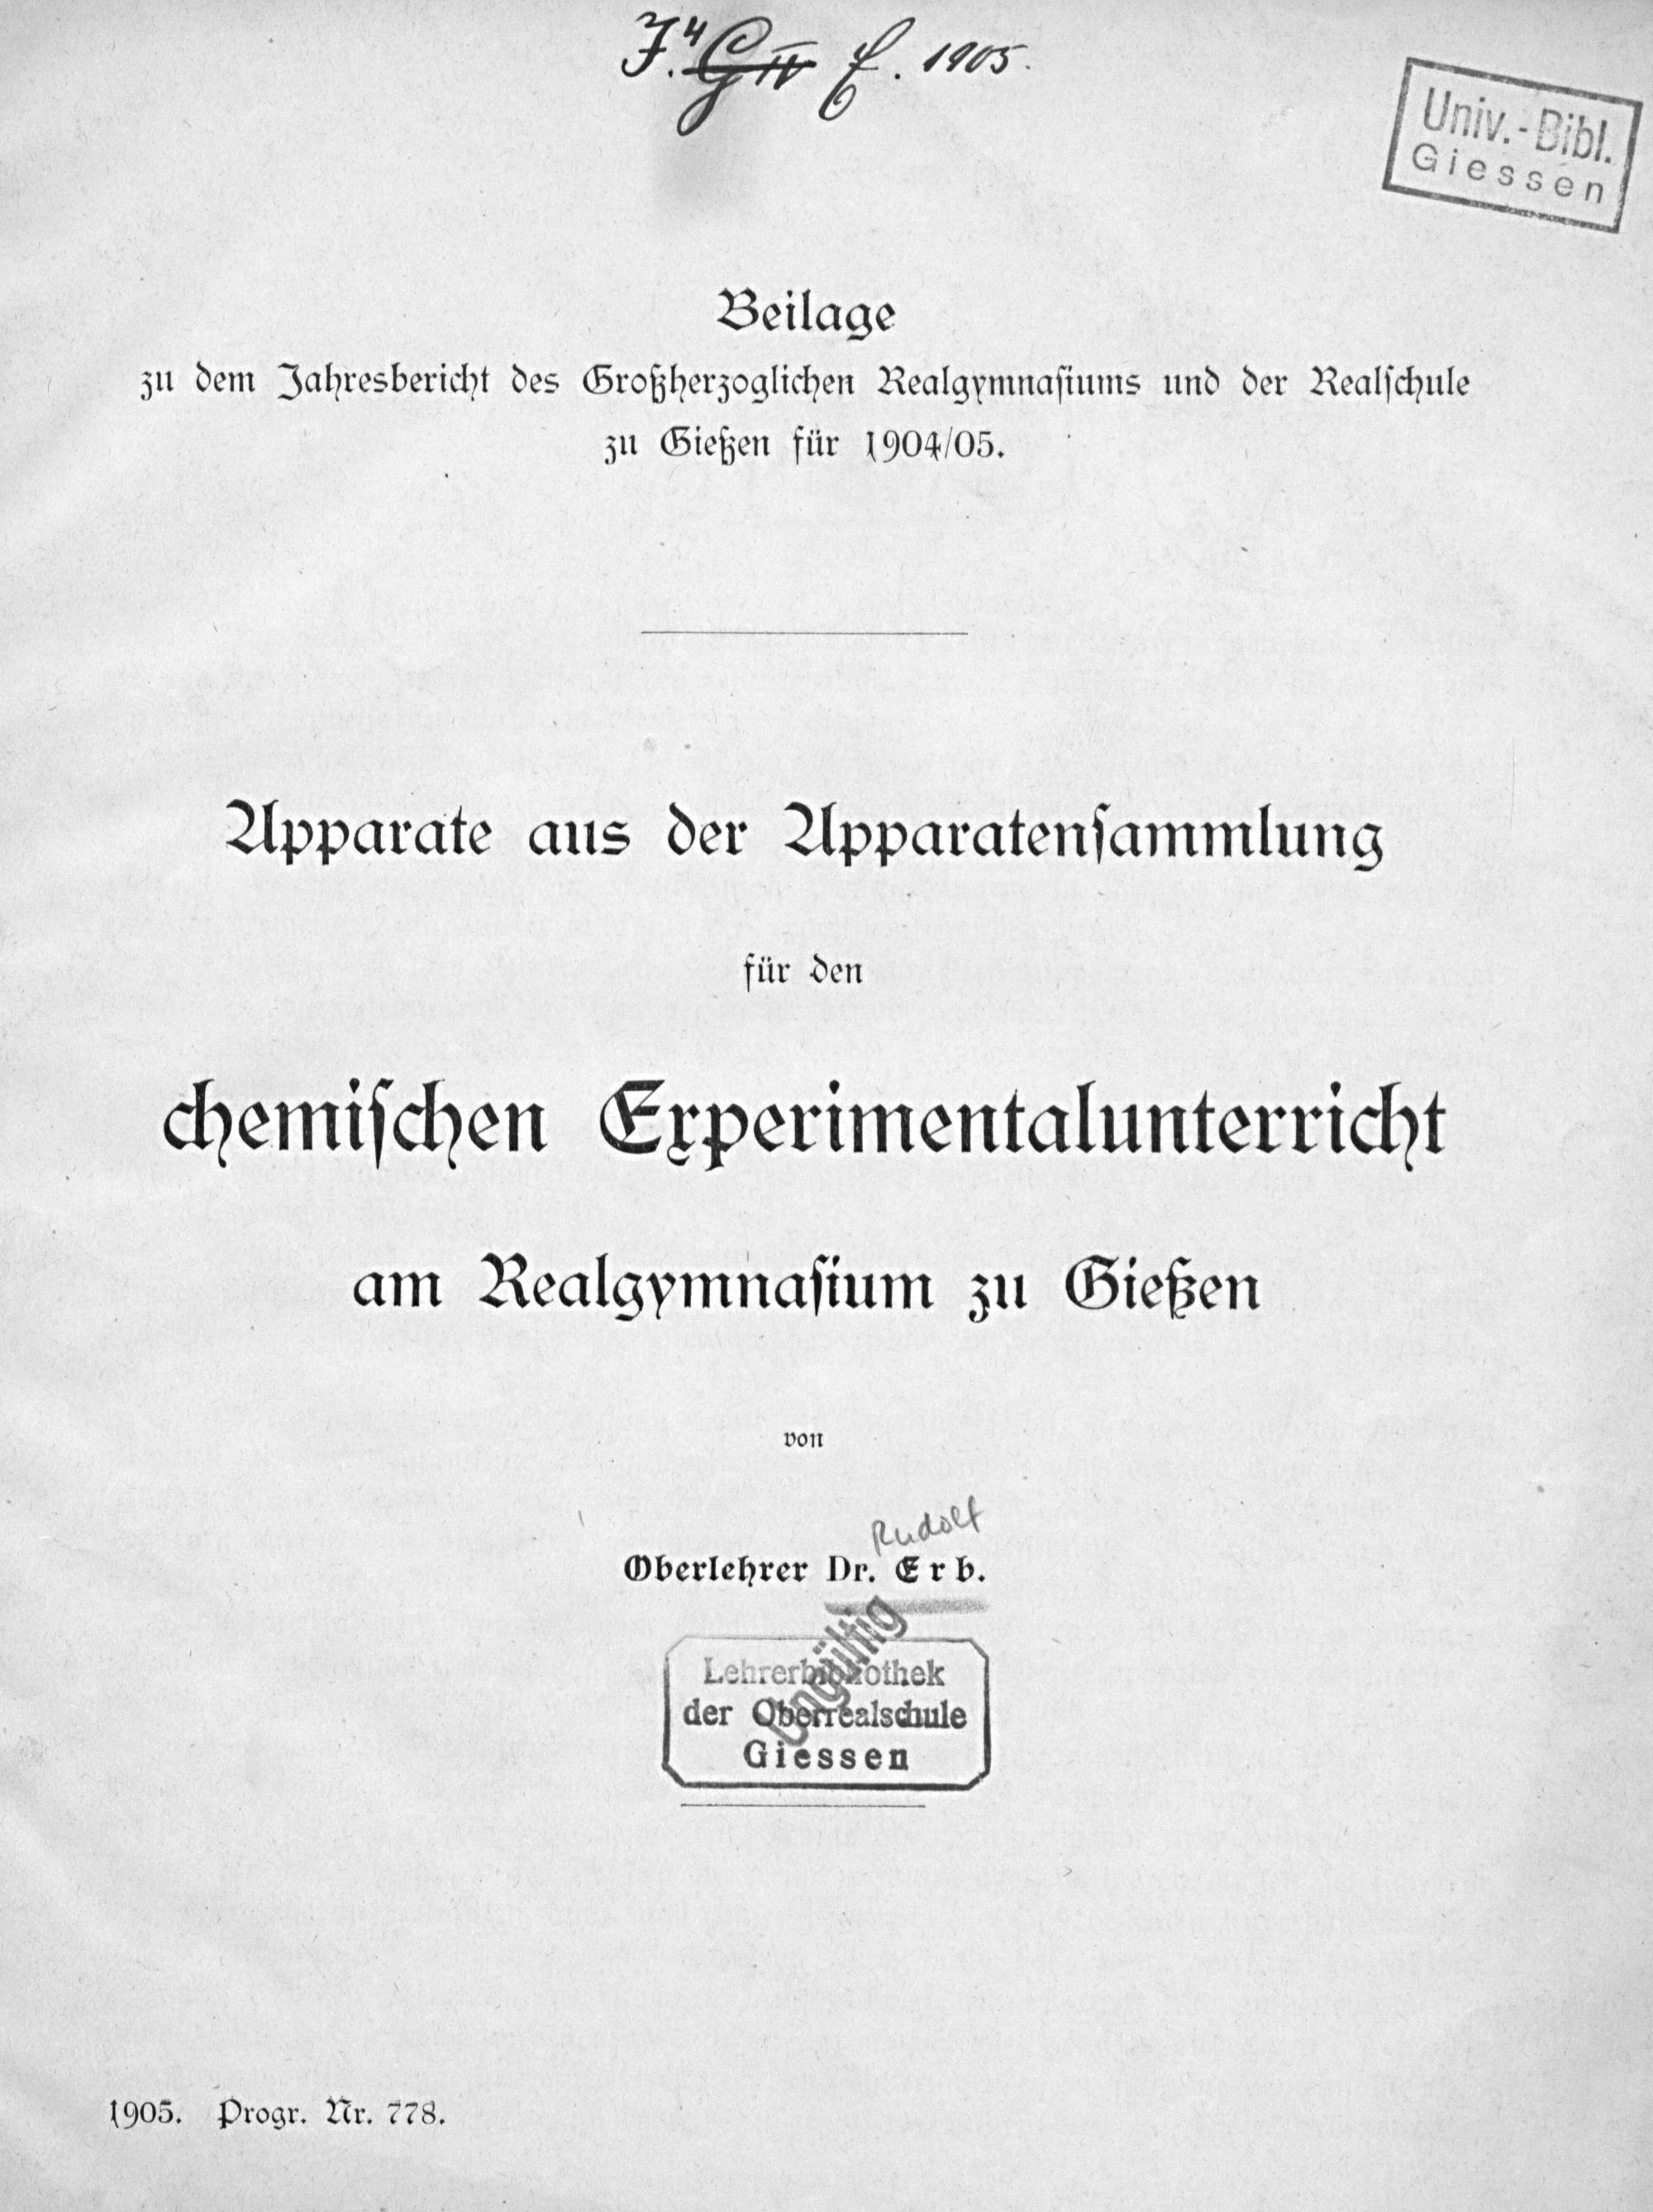 1905.
Univ.-Bibl.
Giessen
Beilage
zu dem Jahresbericht des Großherzoglichen Realgymnaſiums und der Realſchule
zu Gießen für 1904/05.
Apparate aus der Apparatenſammlung
für den
chemiſchen Experimentalunterricht
am Realgymnaſium zu Gießen
von
Rudolf
Oberlehrer Dr. Erb.
Ungültig
Lehrerbibliothek
der Oberrealschule
Giessen
1905. Progr. Nr. 778.